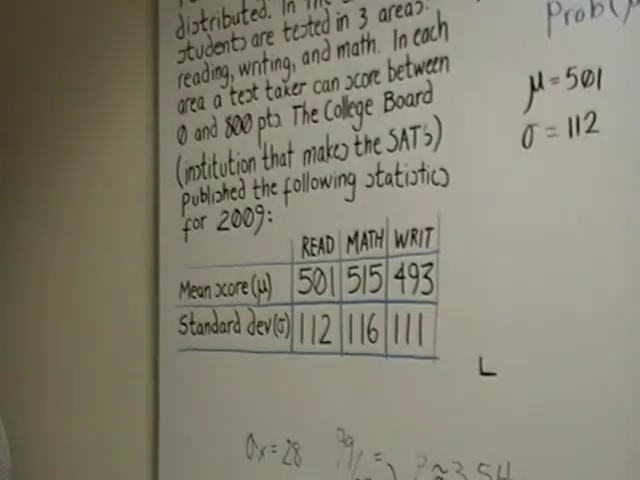 distributed. In the
students are tested in 3 areas:
reading, writing, and math. In each
area a test taker can score between
0 and 800 pts. The College Board
(institution that makes the SAT's)
published the following statistics
for 2009:
READ MATH WRIT
Mean score (μ) 501 515 493
Standard dev (σ) 112 116 111
Prob(
μ = 501
σ = 112
σx = 28